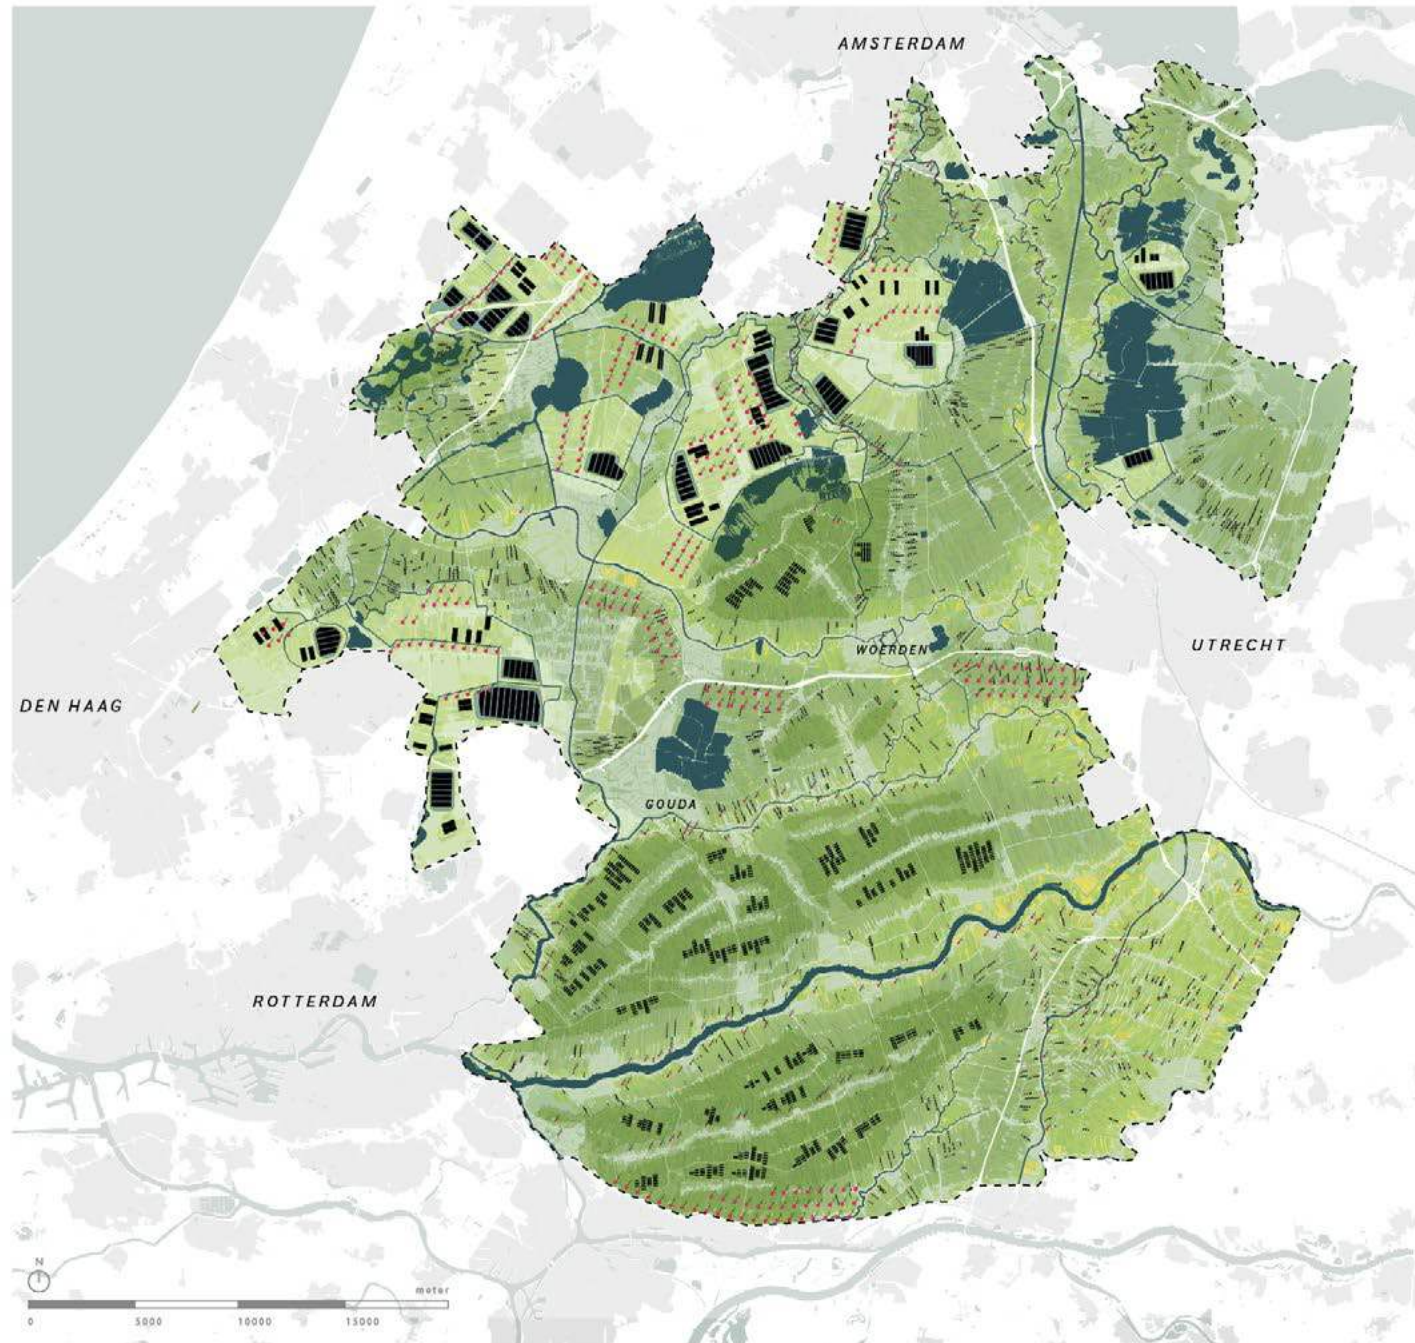 AMSTERDAM
UTRECHT
WOERDEN
DEN HAAG
GOUDA
ROTTERDAM
N
meter
0 5000 10000 15000